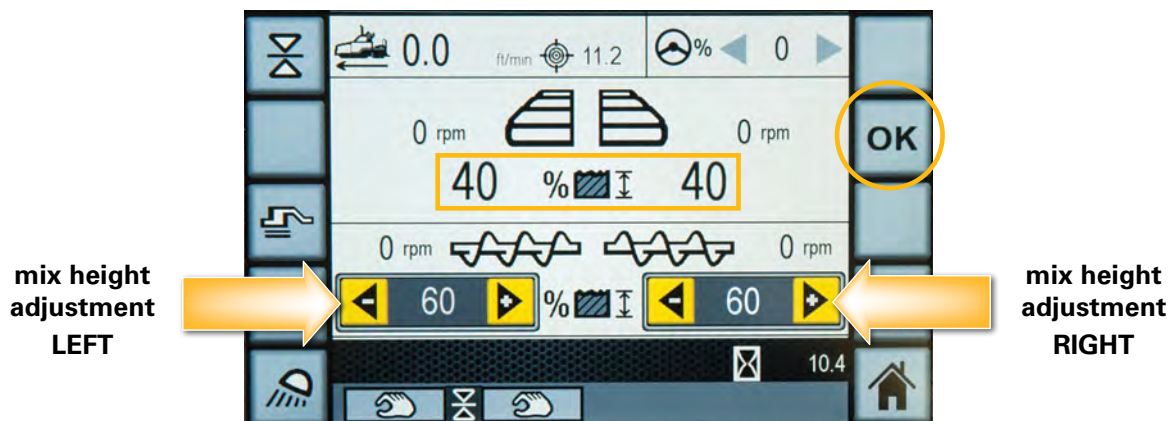 0.0 ft/min 11.2 % 0
0 rpm 0 rpm
OK
40 % 40
0 rpm 0 rpm
mix height
adjustment
LEFT
- 60 + % - 60 +
mix height
adjustment
RIGHT
10.4